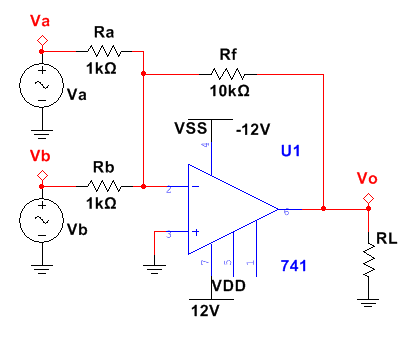 Va
Ra
1kΩ
Va
Rf
10kΩ
VSS
-12V
4
U1
Vb
Rb
1kΩ
Vb
2
3
6
Vo
RL
7
5
1
741
VDD
12V